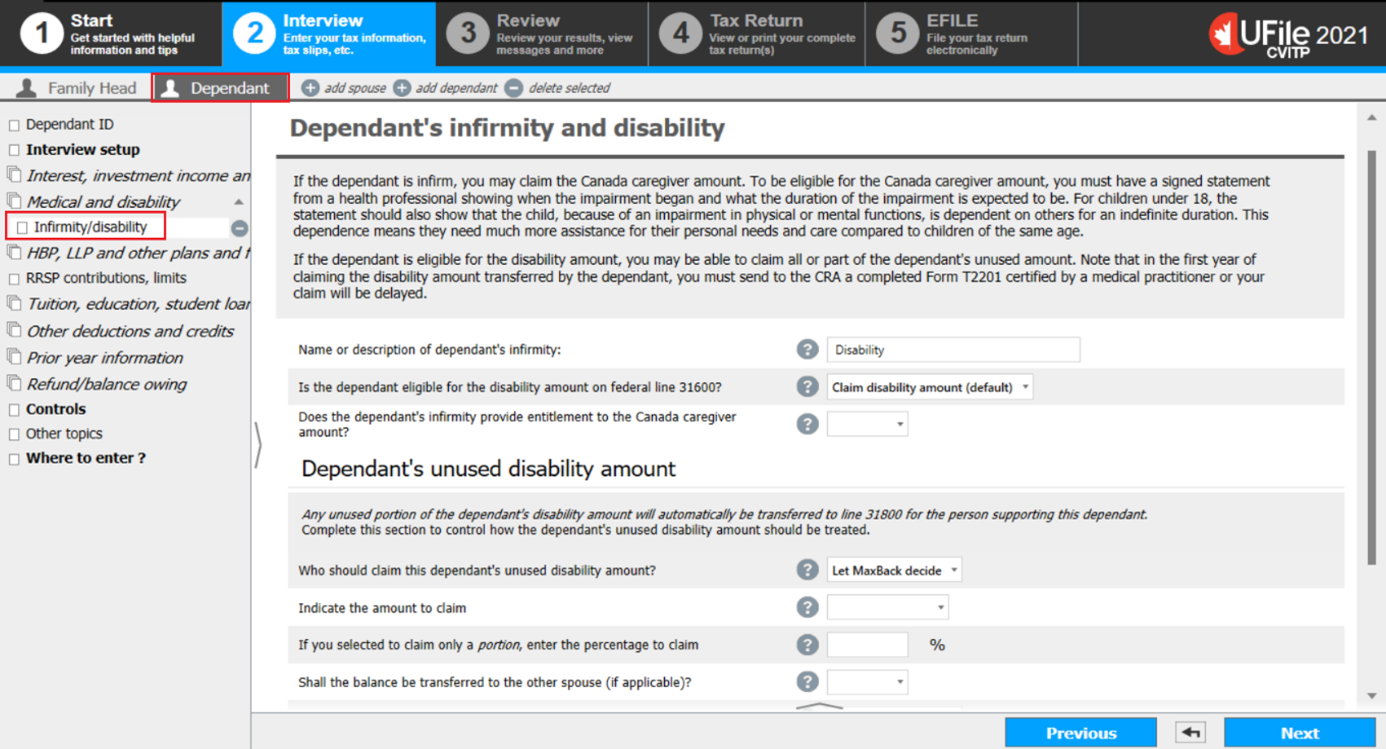 1
Start
Get started with helpful
information and tips
2
Interview
Enter your tax information,
tax slips, etc.
3
Review
Review your results, view
messages and more
4
Tax Return
View or print your complete
tax return(s)
5
EFILE
File your tax return
electronically
UFile 2021
CVITP
Family Head
Dependant
+ add spouse + add dependant − delete selected
Dependant ID
Interview setup
Interest, investment income an
Medical and disability
Infirmity/disability
HBP, LLP and other plans and f
RRSP contributions, limits
Tuition, education, student loar
Other deductions and credits
Prior year information
Refund/balance owing
Controls
Other topics
Where to enter ?
Dependant's infirmity and disability
If the dependant is infirm, you may claim the Canada caregiver amount. To be eligible for the Canada caregiver amount, you must have a signed statement
from a health professional showing when the impairment began and what the duration of the impairment is expected to be. For children under 18, the
statement should also show that the child, because of an impairment in physical or mental functions, is dependent on others for an indefinite duration. This
dependence means they need much more assistance for their personal needs and care compared to children of the same age.
If the dependant is eligible for the disability amount, you may be able to claim all or part of the dependant's unused amount. Note that in the first year of
claiming the disability amount transferred by the dependant, you must send to the CRA a completed Form T2201 certified by a medical practitioner or your
claim will be delayed.
Name or description of dependant's infirmity: ? Disability
Is the dependant eligible for the disability amount on federal line 31600? ? Claim disability amount (default)
Does the dependant's infirmity provide entitlement to the Canada caregiver
amount? ?
Dependant's unused disability amount
Any unused portion of the dependant's disability amount will automatically be transferred to line 31800 for the person supporting this dependant.
Complete this section to control how the dependant's unused disability amount should be treated.
Who should claim this dependant's unused disability amount? ? Let MaxBack decide
Indicate the amount to claim ?
If you selected to claim only a portion, enter the percentage to claim ? %
Shall the balance be transferred to the other spouse (if applicable)? ?
Previous
Next